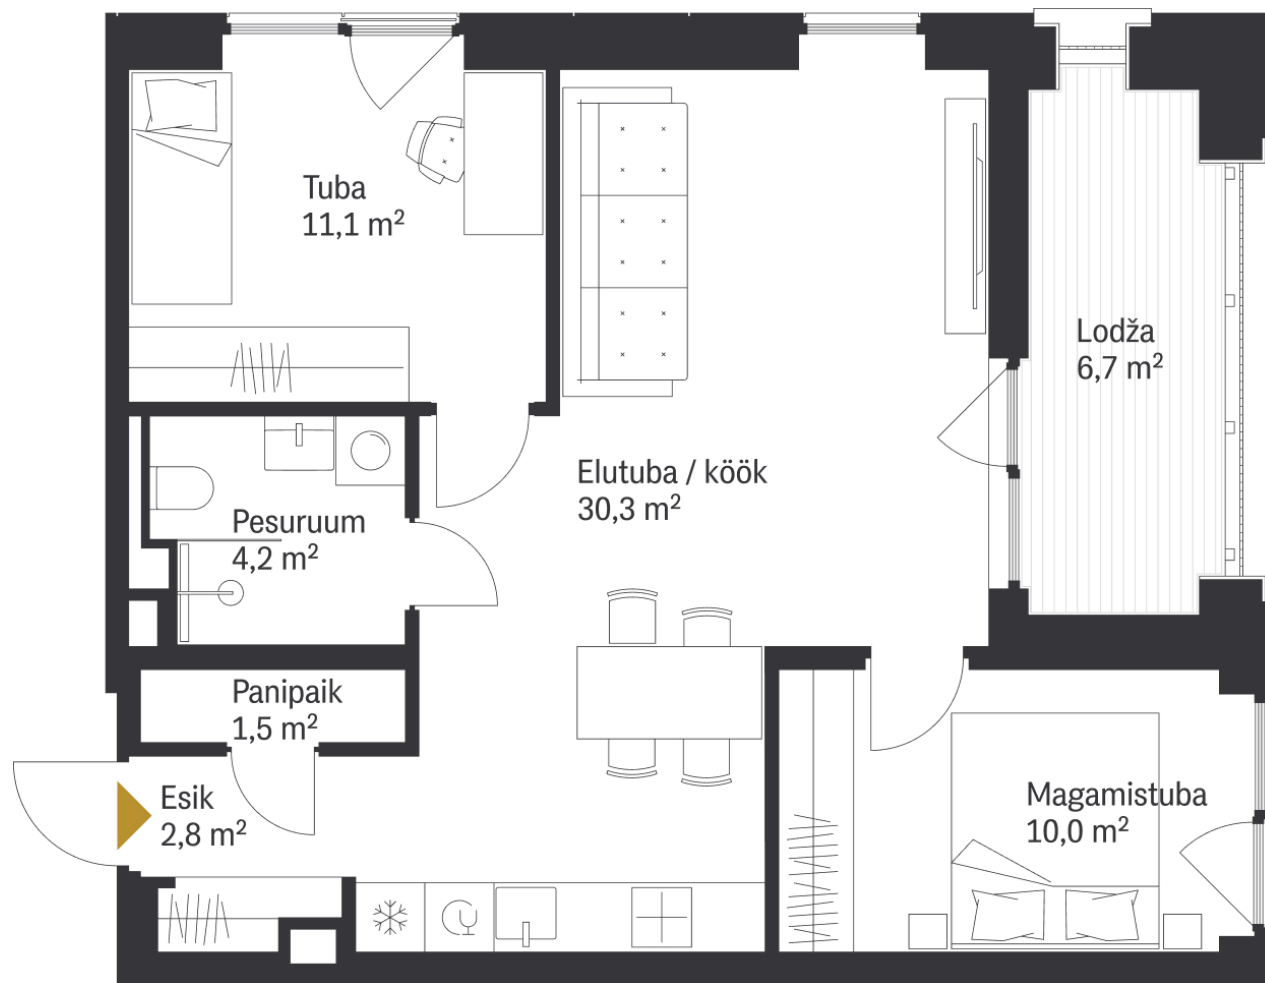 Tuba
11,1 m²
Lodža
6,7 m²
Elutuba / köök
30,3 m²
Pesuruum
4,2 m²
Panipaik
1,5 m²
Esik
2,8 m²
Magamistuba
10,0 m²